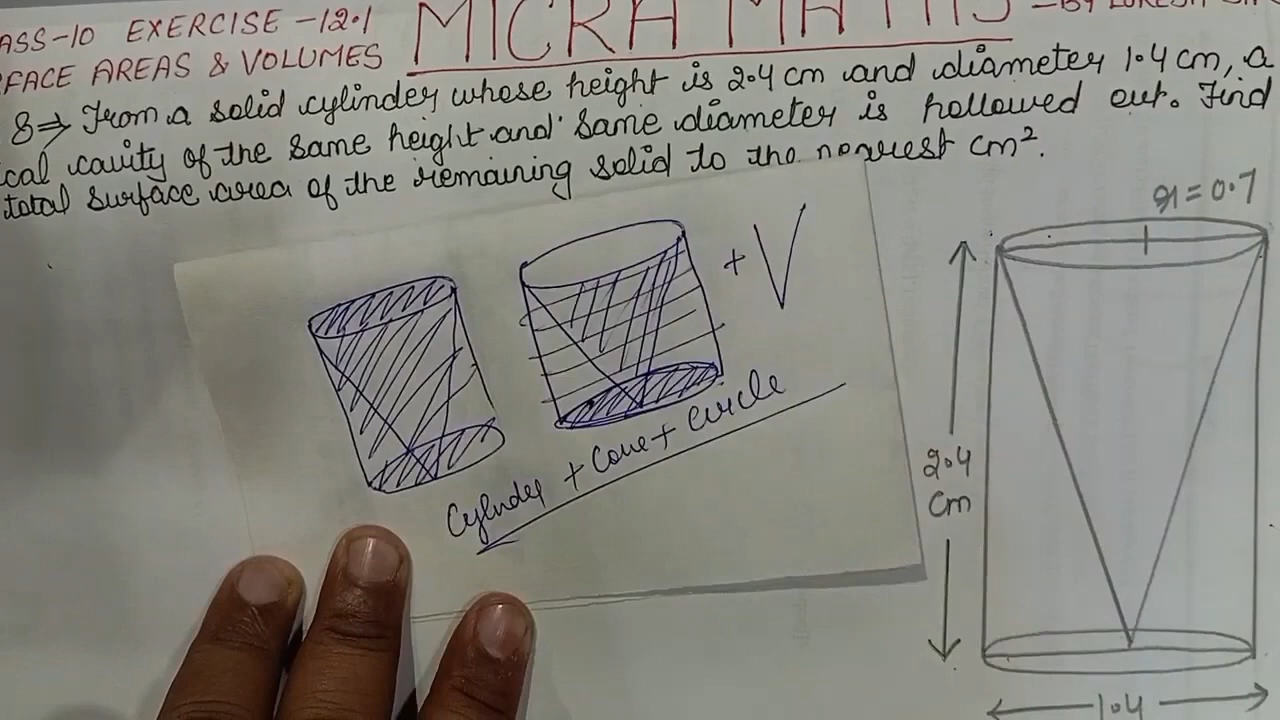 ASS-10 EXERCISE -12.1
FACE AREAS & VOLUMES
MICRA MATHS - BY LOKESH
8⇒ From a solid cylinder whose height is 2.4 cm and diameter 1.4 cm, a
cal cavity of the same height and same diameter is hollowed out. Find
total surface area of the remaining solid to the nearest cm².
r = 0.7
+ V
Cylinder + Cone + Circle
2.4
cm
1.4